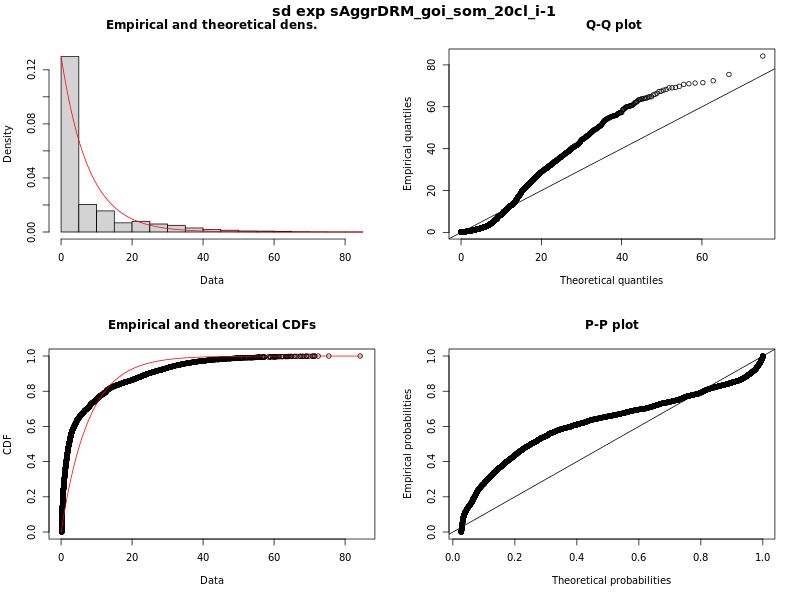 sd exp sAggrDRM_goi_som_20cl_i-1
Empirical and theoretical dens.
Density
0.00 0.04 0.08 0.12
0 20 40 60 80
Data
Q-Q plot
Empirical quantiles
0 20 40 60 80
0 20 40 60
Theoretical quantiles
Empirical and theoretical CDFs
CDF
0.0 0.2 0.4 0.6 0.8 1.0
0 20 40 60 80
Data
P-P plot
Empirical probabilities
0.0 0.2 0.4 0.6 0.8 1.0
0.0 0.2 0.4 0.6 0.8 1.0
Theoretical probabilities